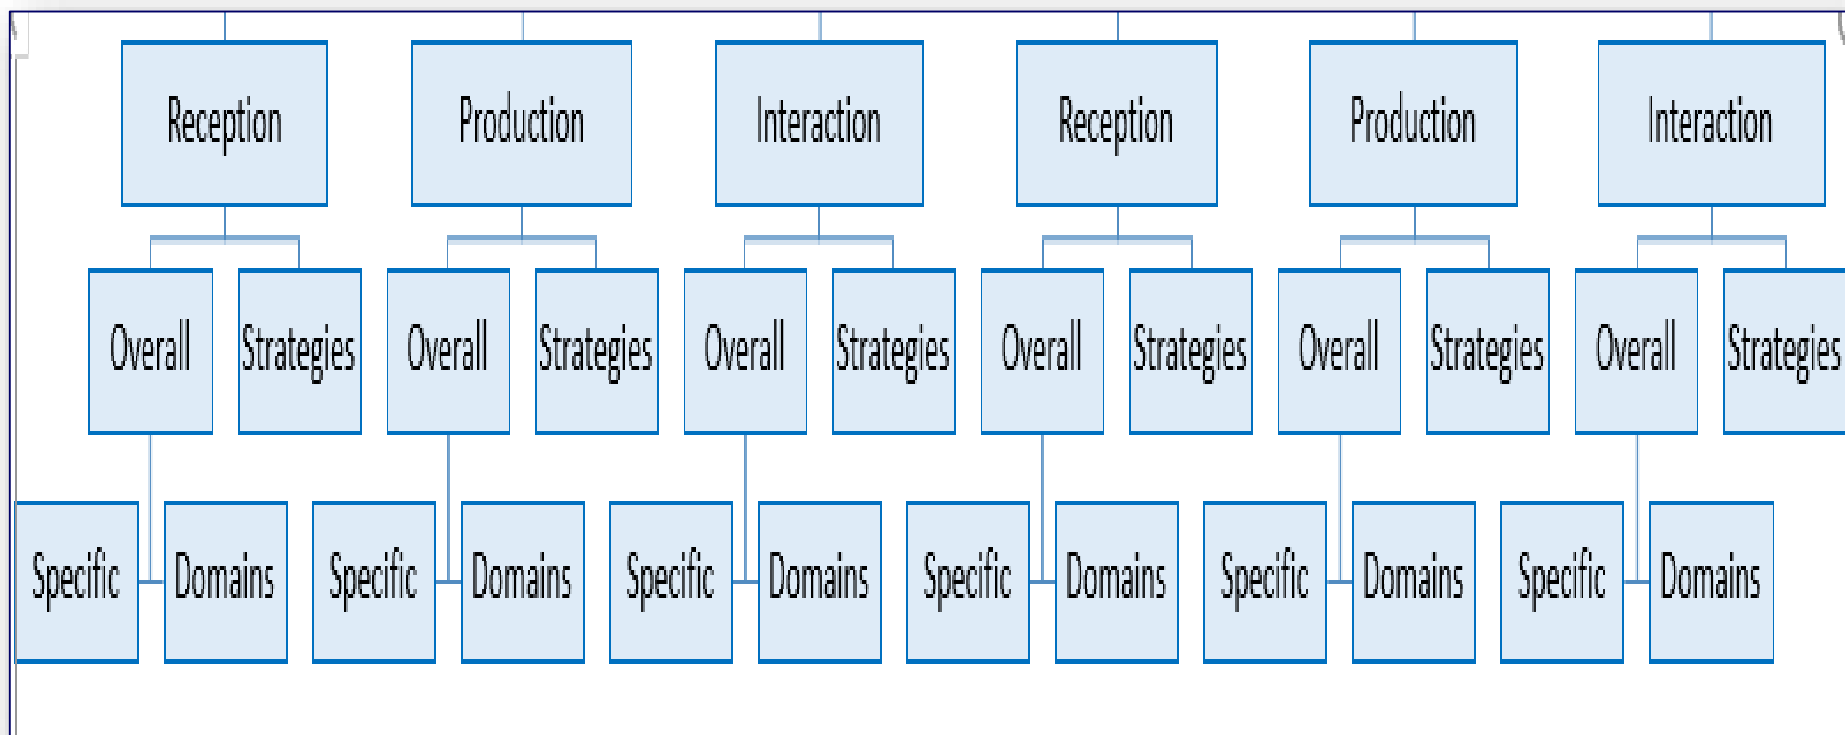 Reception Production Interaction Reception Production Interaction
Overall Strategies Overall Strategies Overall Strategies Overall Strategies Overall Strategies Overall Strategies
Specific Domains Specific Domains Specific Domains Specific Domains Specific Domains Specific Domains